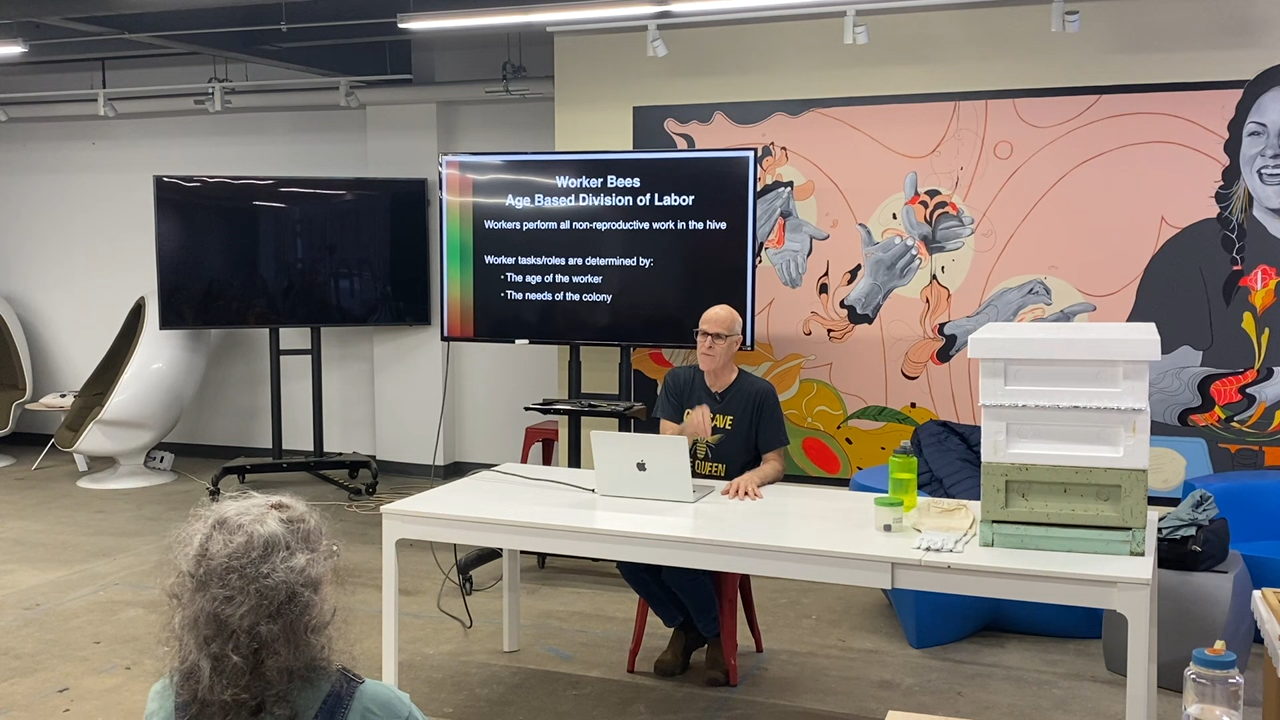 Worker Bees
Age Based Division of Labor
Workers perform all non-reproductive work in the hive
Worker tasks/roles are determined by:
• The age of the worker
• The needs of the colony
QUEEN